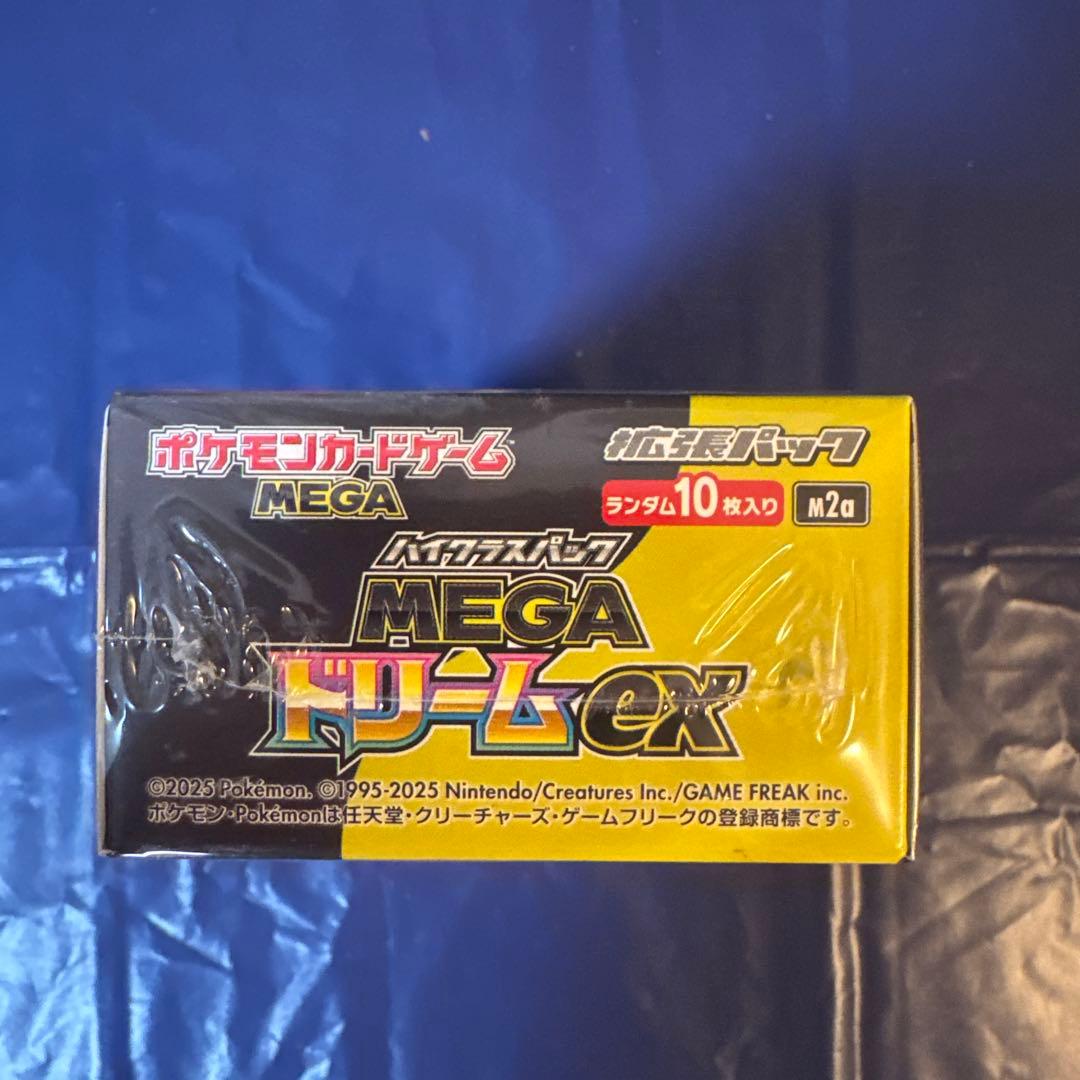 ポケモンカードゲーム™
MEGA
拡張パック
ランダム10枚入り M2a
ハイクラスパック
MEGA
ドリームex
©2025 Pokémon. ©1995-2025 Nintendo/Creatures Inc./GAME FREAK inc.
ポケモン・Pokémonは任天堂・クリーチャーズ・ゲームフリークの登録商標です。